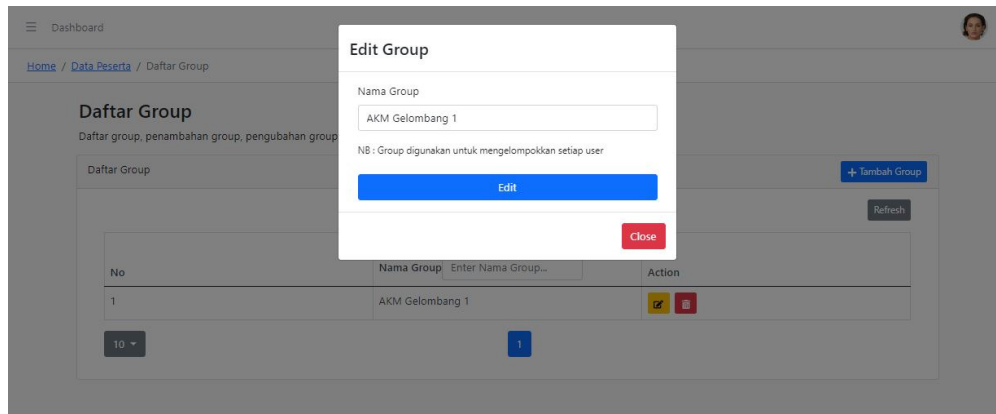 Dashboard
Home / Data Peserta / Daftar Group
Daftar Group
Daftar group, penambahan group, pengubahan group
Daftar Group
+ Tambah Group
Refresh
Edit Group
Nama Group
AKM Gelombang 1
NB : Group digunakan untuk mengelompokkan setiap user
Edit
Close
No
Nama Group
Enter Nama Group...
Action
1
AKM Gelombang 1
10
1